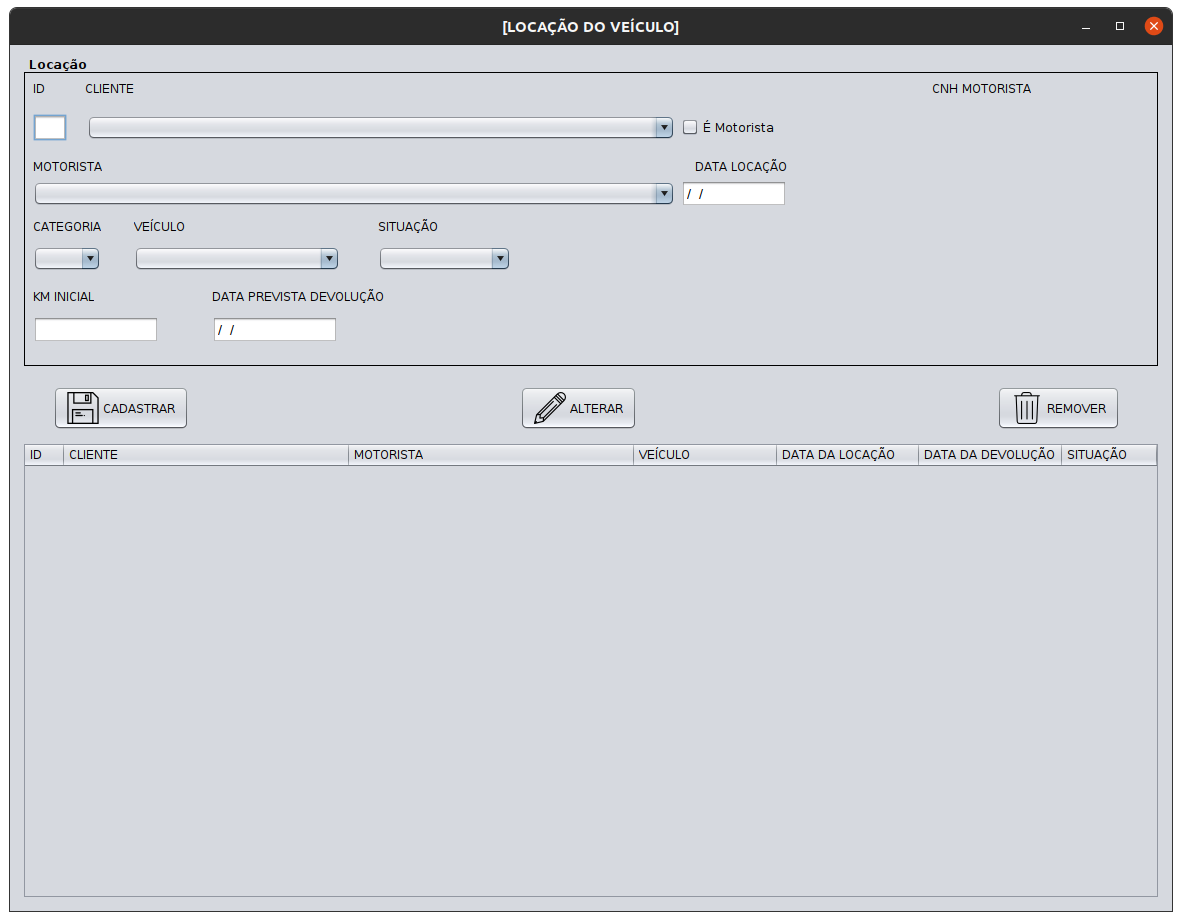 [LOCAÇÃO DO VEÍCULO]
Locação
ID CLIENTE CNH MOTORISTA
É Motorista
MOTORISTA DATA LOCAÇÃO
/ /
CATEGORIA VEÍCULO SITUAÇÃO
KM INICIAL DATA PREVISTA DEVOLUÇÃO
/ /
CADASTRAR ALTERAR REMOVER
ID CLIENTE MOTORISTA VEÍCULO DATA DA LOCAÇÃO DATA DA DEVOLUÇÃO SITUAÇÃO